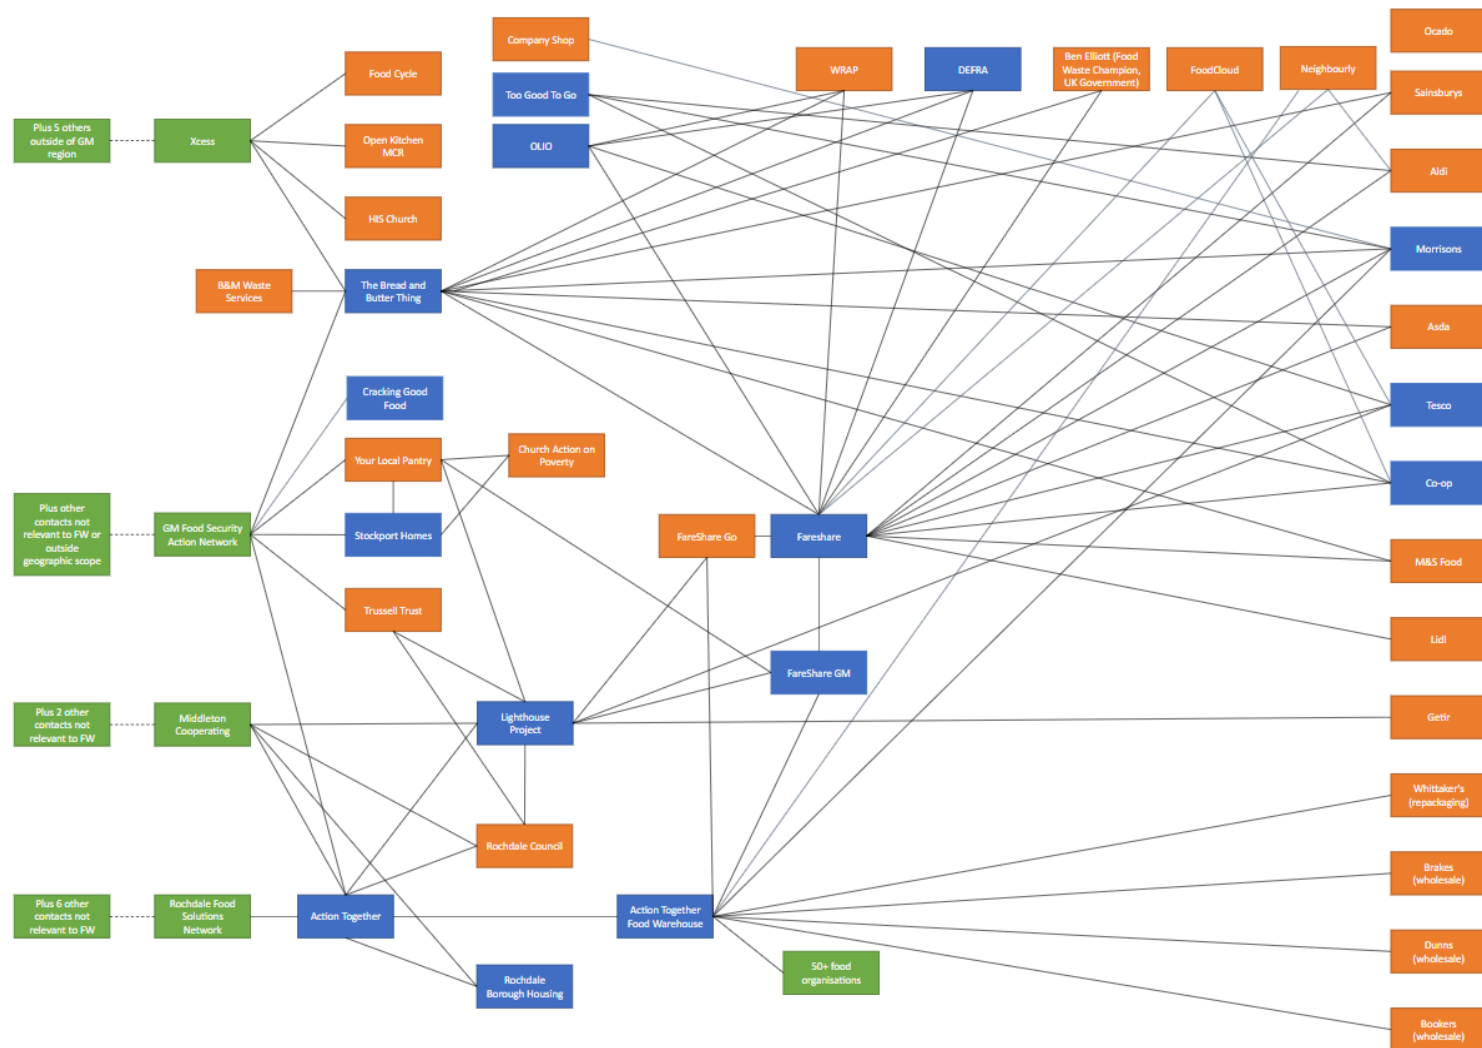 Company Shop
Ocado
Food Cycle
WRAP
DEFRA
Ben Elliott (Food
Waste Champion,
UK Government)
FoodCloud
Neighbourly
Too Good To Go
Sainsburys
Plus 5 others
outside of GM
region
Xcess
Open Kitchen
MCR
OLIO
Aldi
HIS Church
Morrisons
B&M Waste
Services
The Bread and
Butter Thing
Asda
Cracking Good
Food
Tesco
Your Local Pantry
Church Action on
Poverty
Co-op
Plus other
contacts not
relevant to FW or
outside
geographic scope
GM Food Security
Action Network
Stockport Homes
FareShare Go
Fareshare
M&S Food
Trussell Trust
Lidl
FareShare GM
Plus 2 other
contacts not
relevant to FW
Middleton
Cooperating
Lighthouse
Project
Getir
Whittaker's
(repackaging)
Rochdale Council
Brakes
(wholesale)
Plus 6 other
contacts not
relevant to FW
Rochdale Food
Solutions
Network
Action Together
Action Together
Food Warehouse
Dunns
(wholesale)
50+ food
organisations
Rochdale
Borough Housing
Bookers
(wholesale)